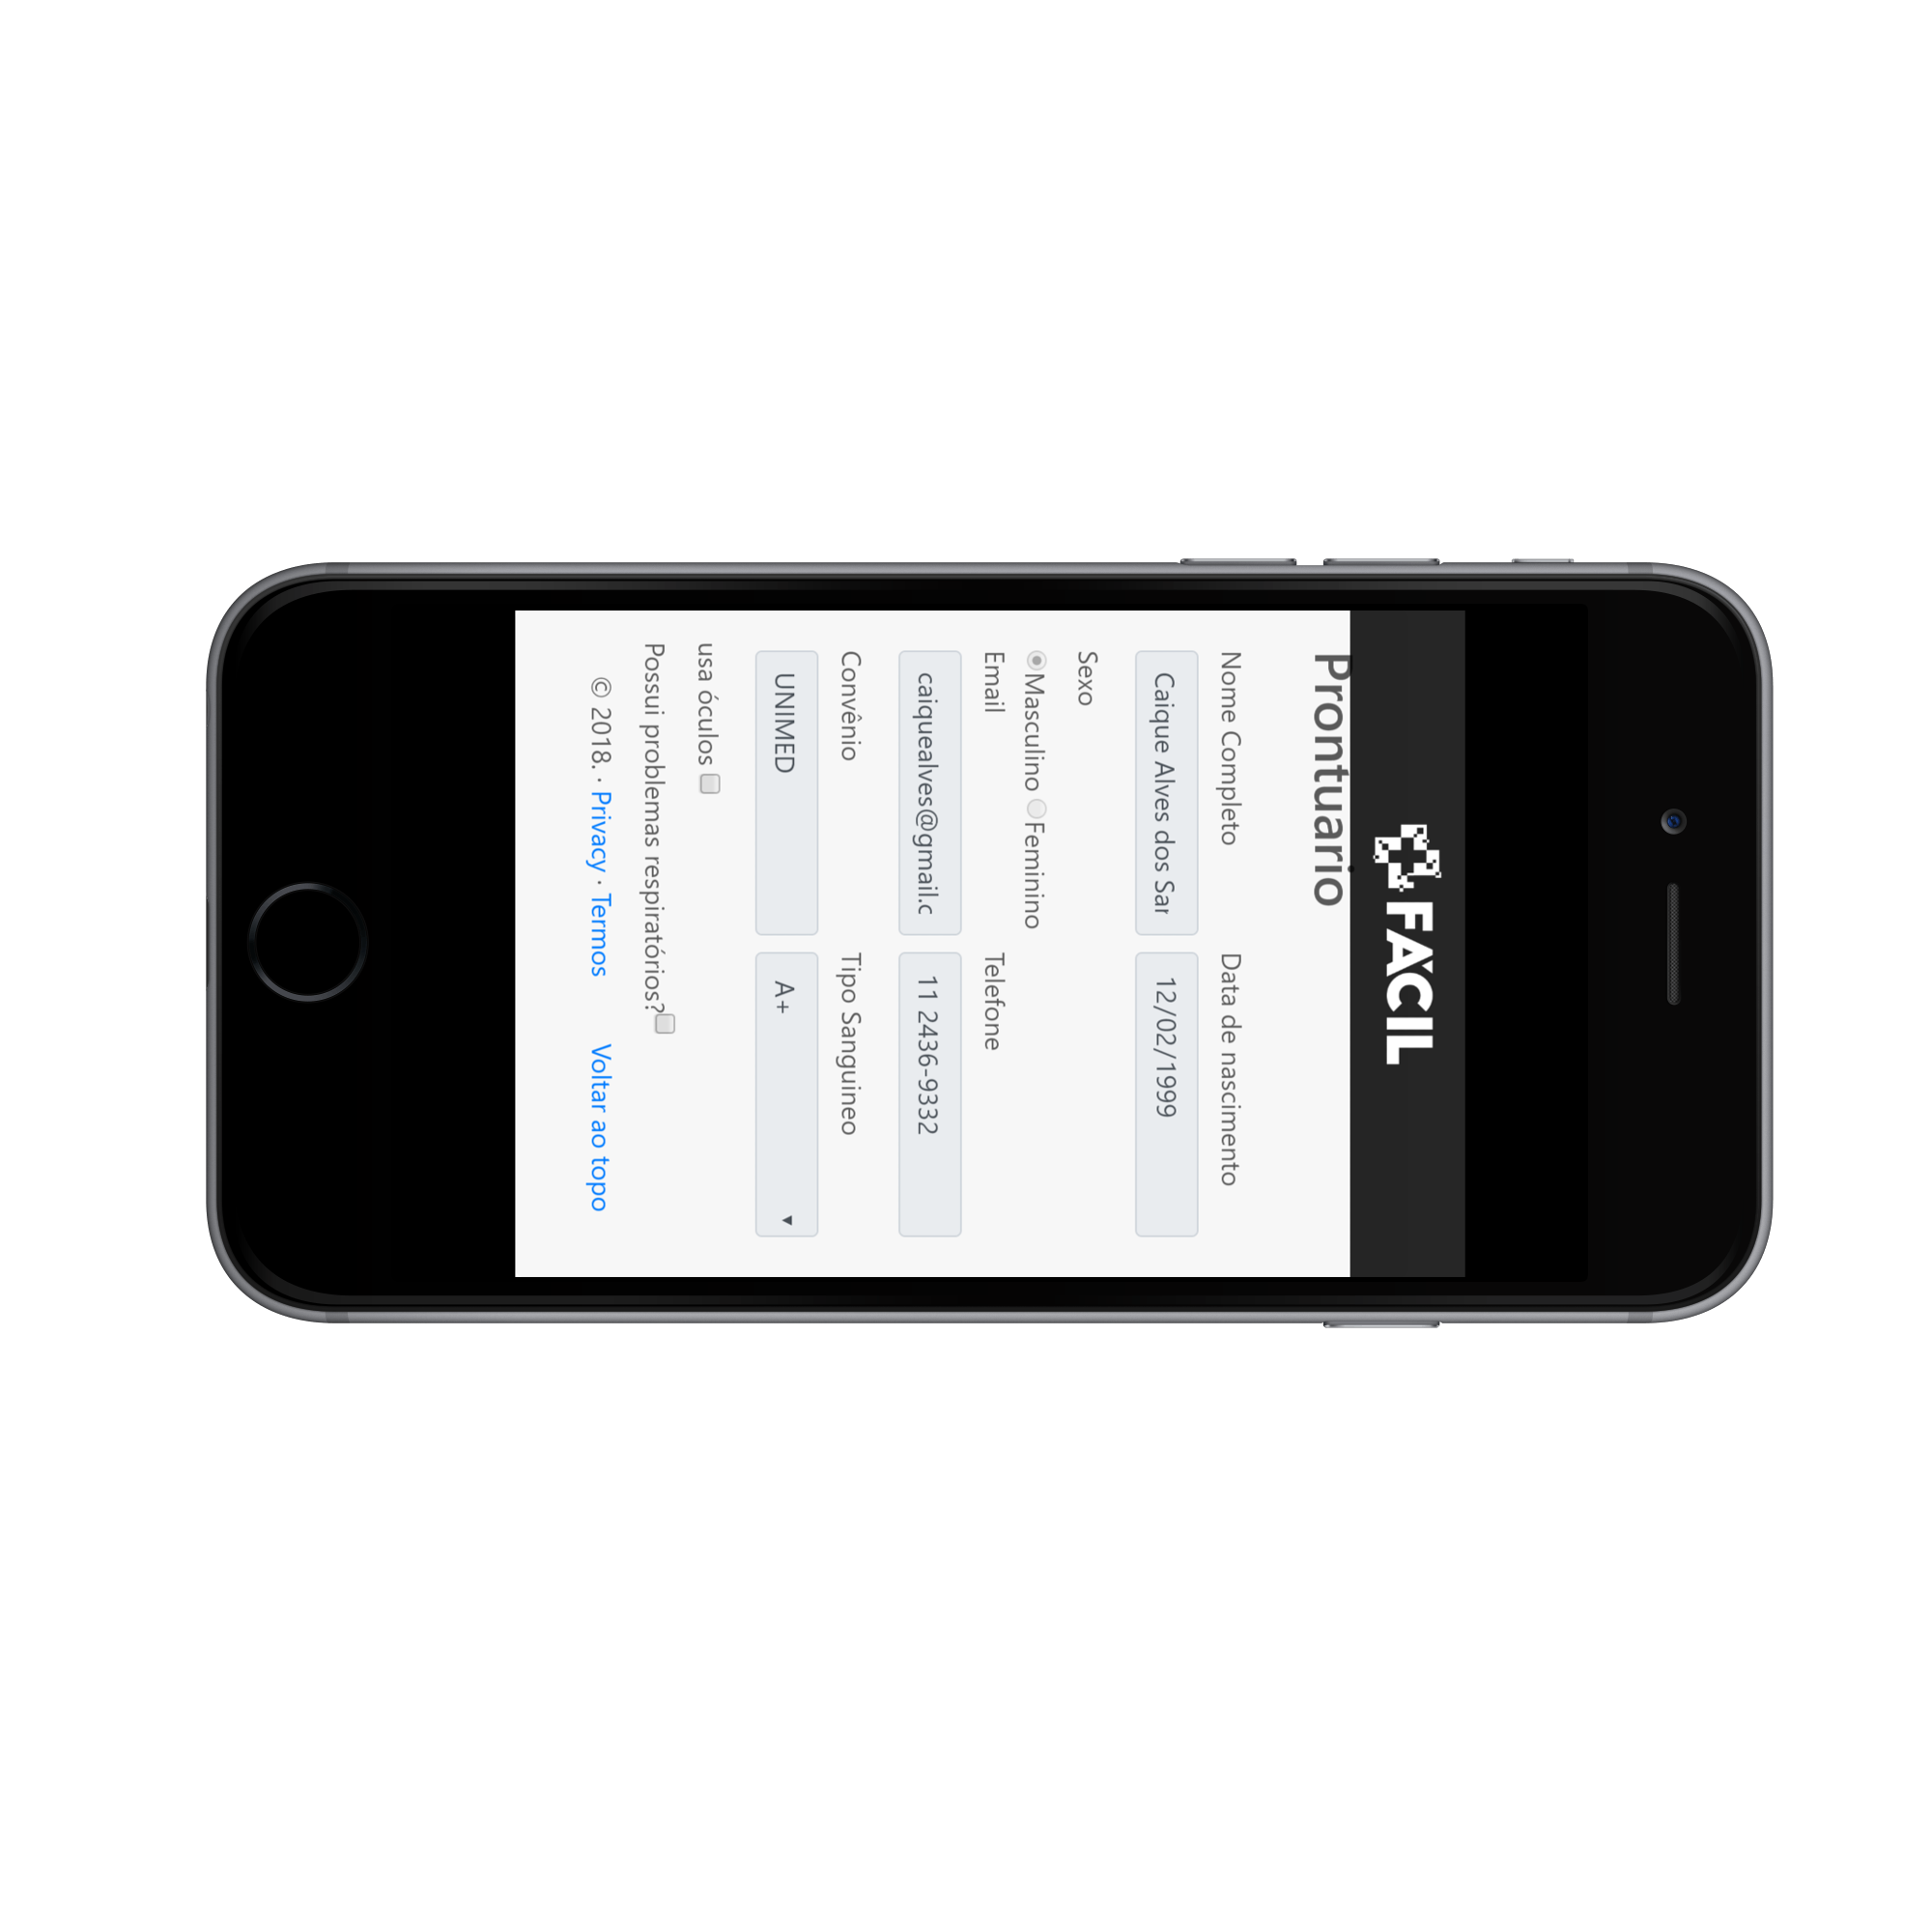 FÁCIL
Prontuario
Nome Completo Data de nascimento
Caique Alves dos Sar 12/02/1999
Sexo
Masculino Feminino
Email Telefone
caiquealves@gmail.c 11 2436-9332
Convênio Tipo Sanguineo
UNIMED A+
usa óculos
Possui problemas respiratórios?
© 2018. · Privacy · Termos Voltar ao topo